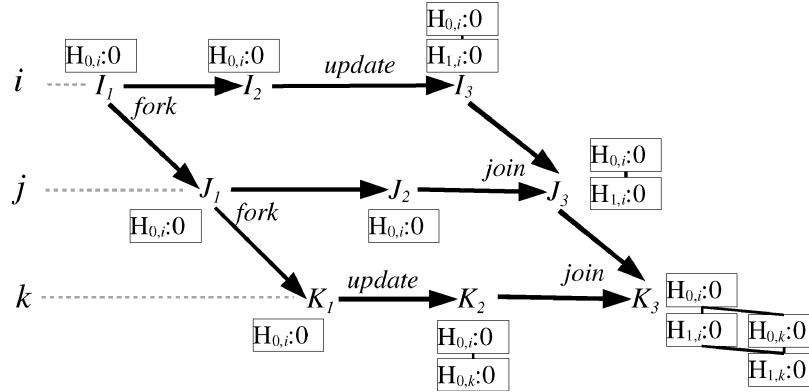 H₀,ᵢ:0
H₀,ᵢ:0 H₀,ᵢ:0 H₁,ᵢ:0
i I₁ I₂ update I₃
fork
H₀,ᵢ:0
join
j J₁ J₂ J₃ H₁,ᵢ:0
H₀,ᵢ:0 fork H₀,ᵢ:0
update join
k K₁ K₂ K₃ H₀,ᵢ:0
H₀,ᵢ:0 H₀,ᵢ:0 H₁,ᵢ:0 H₀,ₖ:0
H₀,ₖ:0 H₁,ₖ:0